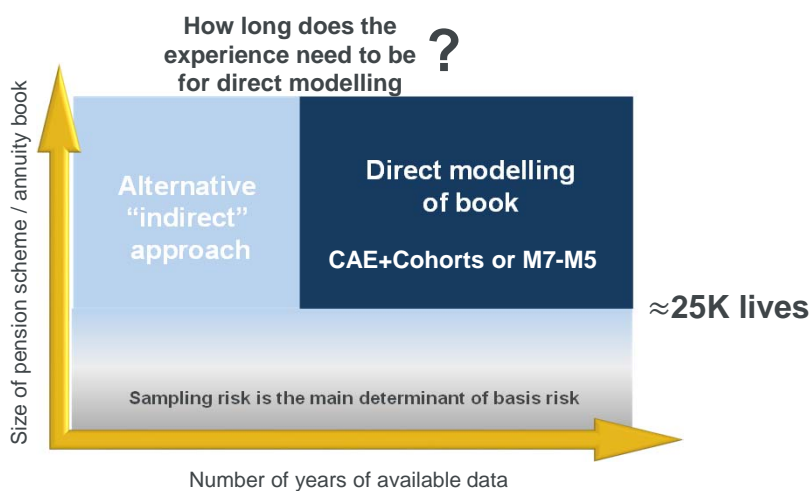 How long does the
experience need to be
for direct modelling
?
Size of pension scheme / annuity book
Alternative
“indirect”
approach
Direct modelling
of book
CAE+Cohorts or M7-M5
≈25K lives
Sampling risk is the main determinant of basis risk
Number of years of available data